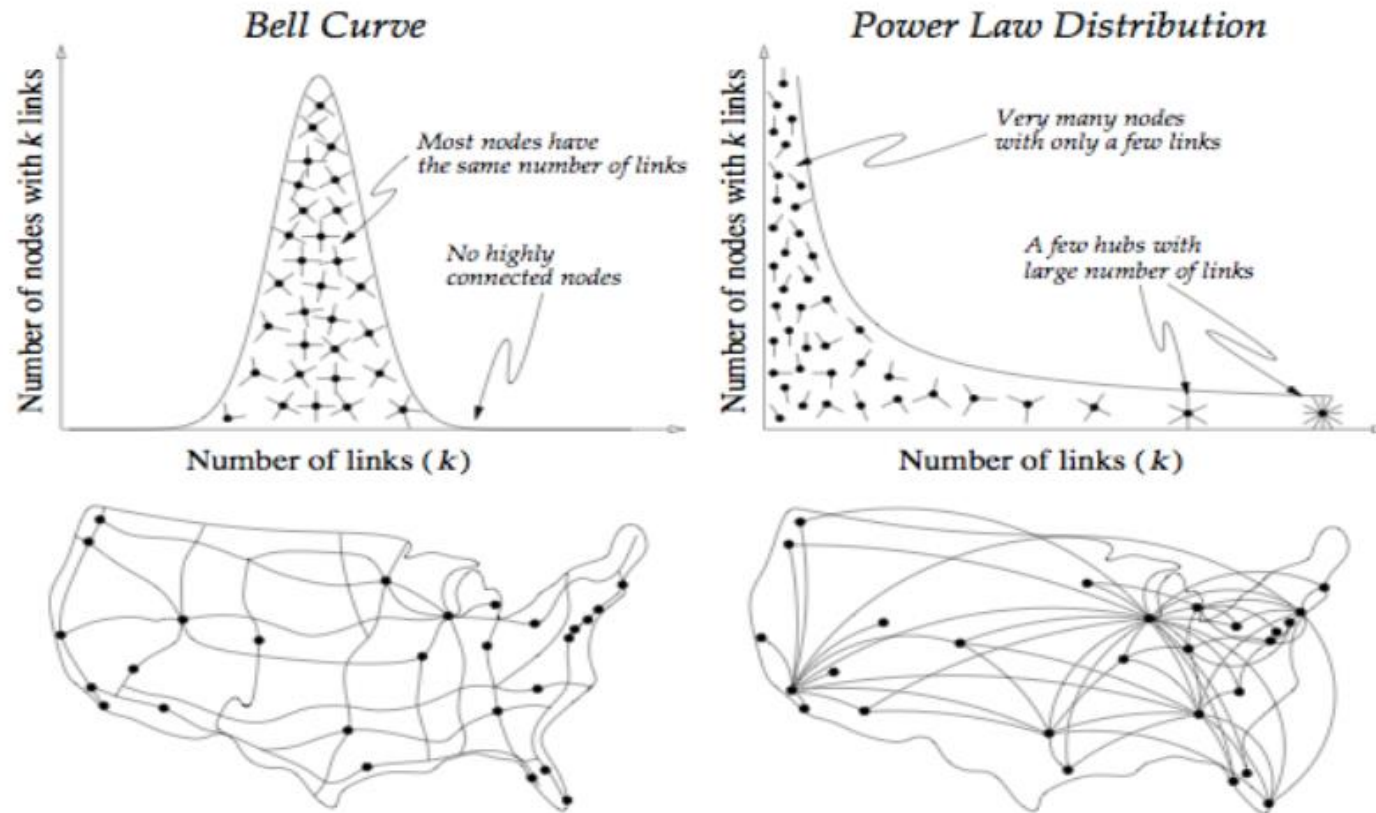 Bell Curve
Number of nodes with k links
Most nodes have
the same number of links
No highly
connected nodes
Number of links (k)
Power Law Distribution
Number of nodes with k links
Very many nodes
with only a few links
A few hubs with
large number of links
Number of links (k)